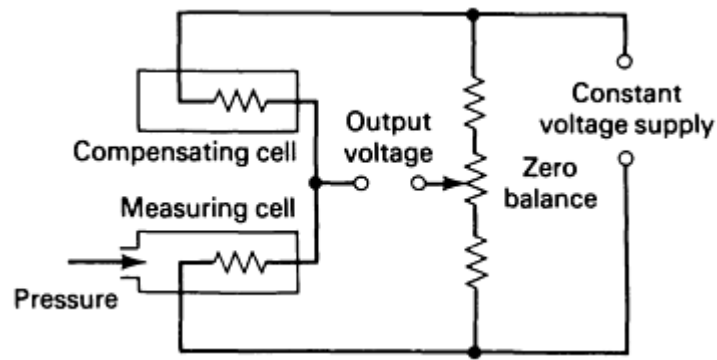 Compensating cell
Output
voltage
Constant
voltage supply
Zero
balance
Measuring cell
Pressure